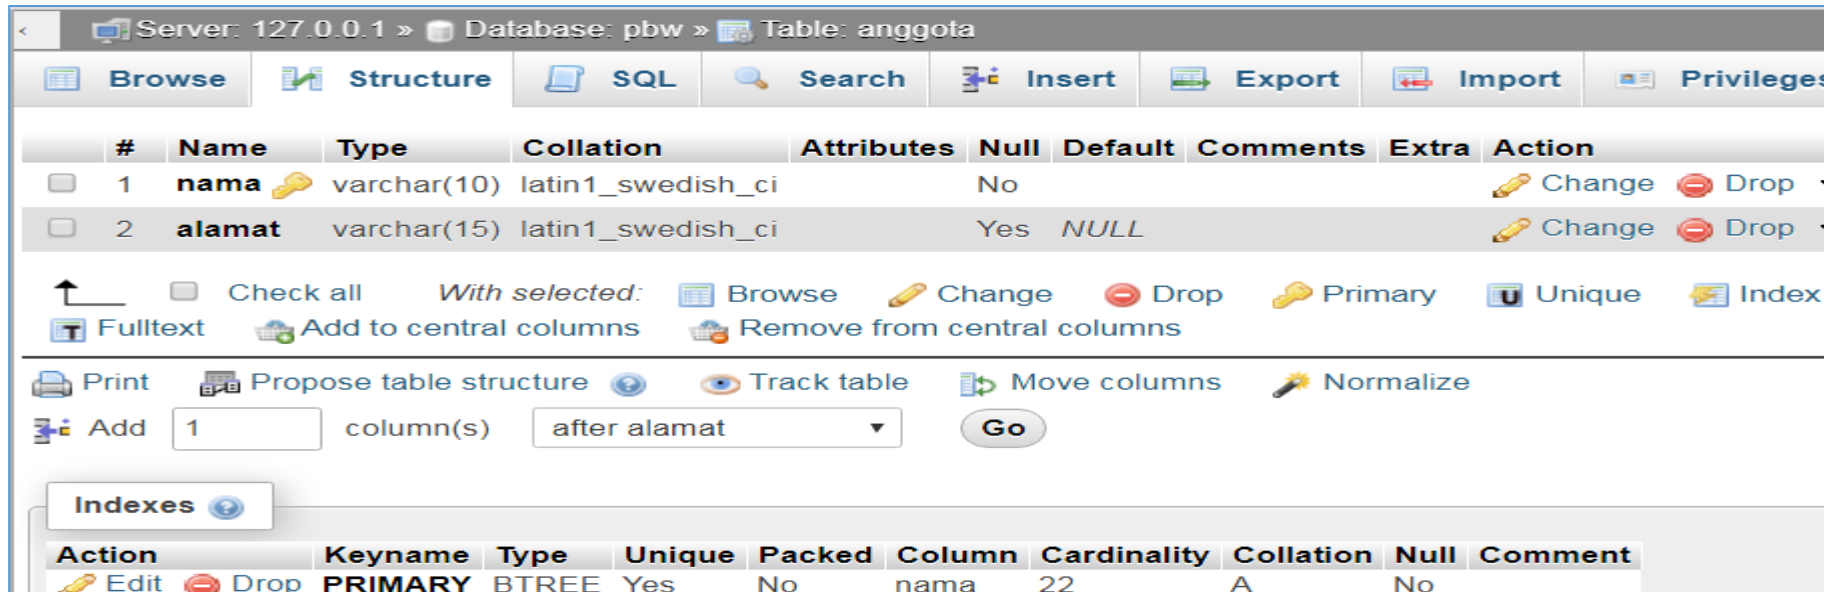 Server: 127.0.0.1 » Database: pbw » Table: anggota
Browse Structure SQL Search Insert Export Import Privileges
# Name Type Collation Attributes Null Default Comments Extra Action
1 nama varchar(10) latin1_swedish_ci No Change Drop
2 alamat varchar(15) latin1_swedish_ci Yes NULL Change Drop
Check all With selected: Browse Change Drop Primary Unique Index
Fulltext Add to central columns Remove from central columns
Print Propose table structure Track table Move columns Normalize
Add 1 column(s) after alamat Go
Indexes
Action Keyname Type Unique Packed Column Cardinality Collation Null Comment
Edit Drop PRIMARY BTREE Yes No nama 22 A No